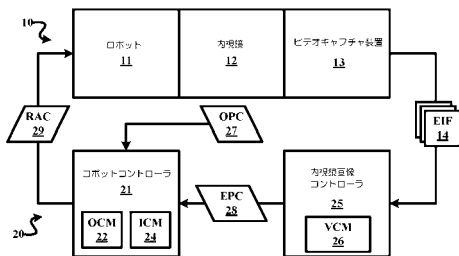 10
ロボット
11
内視鏡
12
ビデオキャプチャ装置
13
RAC
29
OPC
27
EIF
14
ロボットコントローラ
21
OCM
22
ICM
24
EPC
28
内視鏡画像
コントローラ
25
VCM
26
20